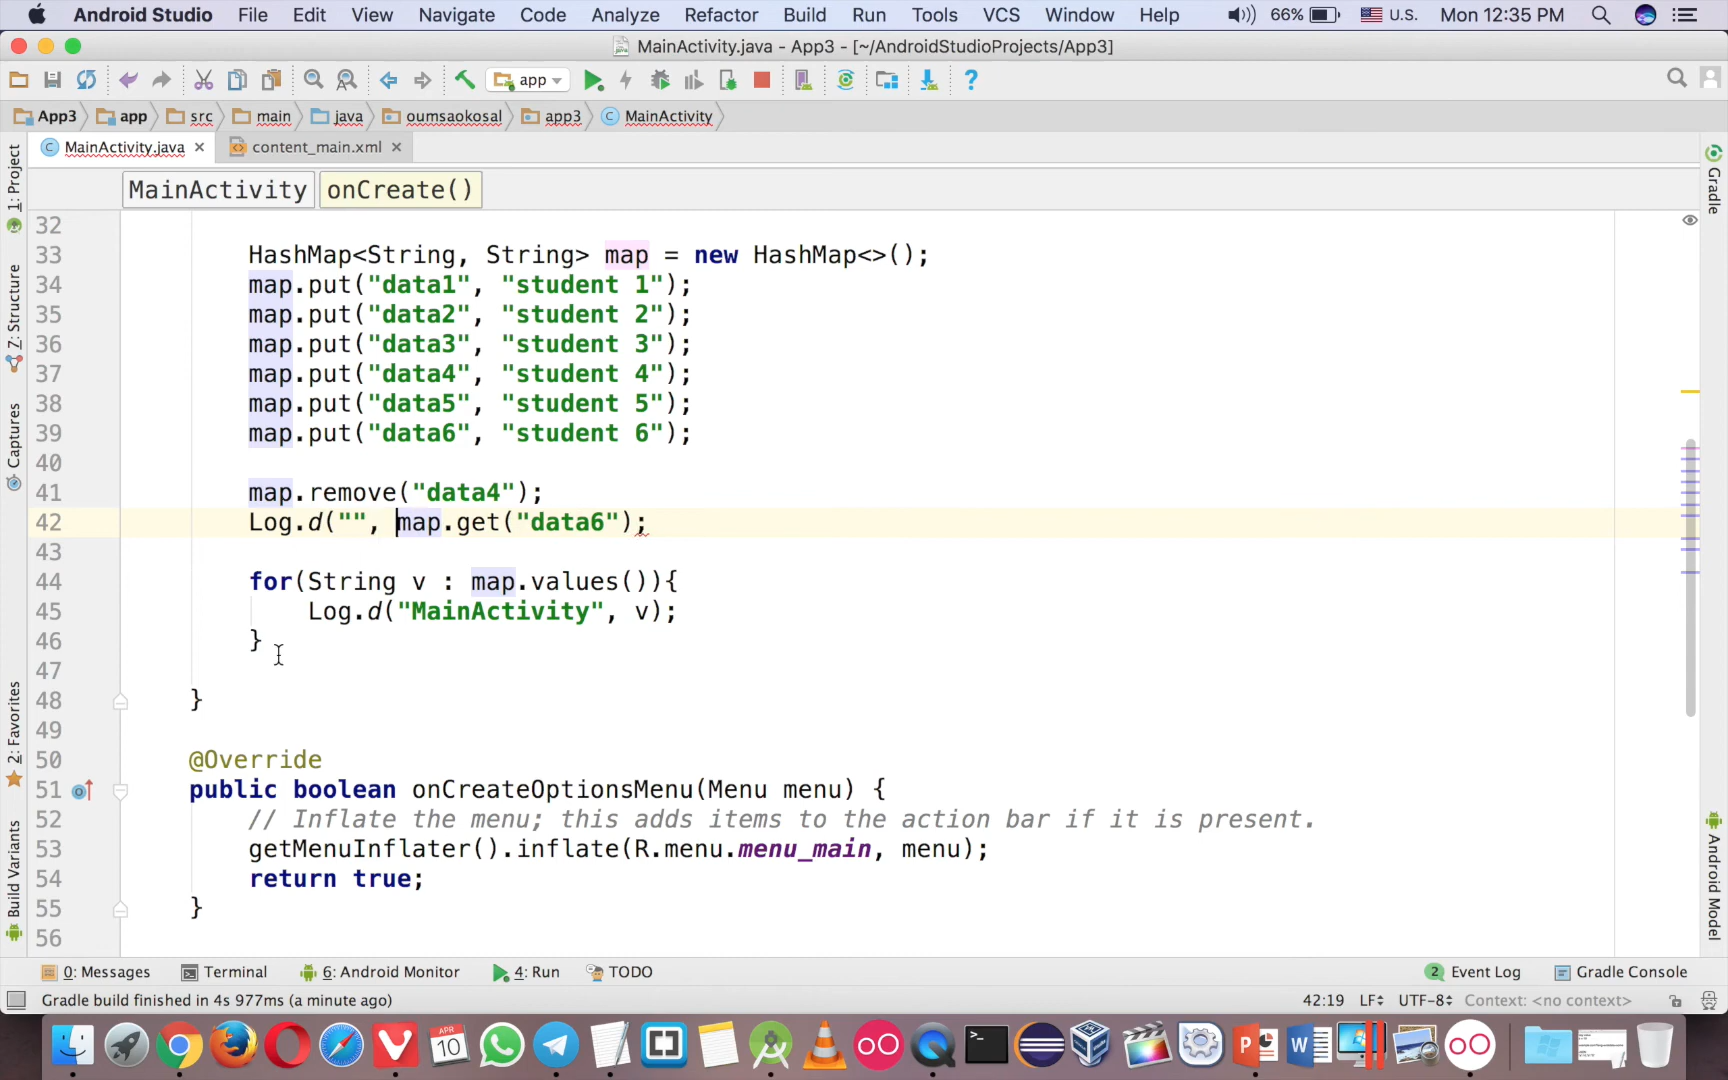 Android Studio File Edit View Navigate Code Analyze Refactor Build Run Tools VCS Window Help 66% U.S. Mon 12:35 PM
MainActivity.java - App3 - [~/AndroidStudioProjects/App3]
app
App3 app src main java oumsaokosal app3 MainActivity
MainActivity.java content_main.xml
MainActivity onCreate()
1: Project
Z: Structure
Captures
2: Favorites
Build Variants
Gradle
Android Model
32
33 HashMap<String, String> map = new HashMap<>();
34 map.put("data1", "student 1");
35 map.put("data2", "student 2");
36 map.put("data3", "student 3");
37 map.put("data4", "student 4");
38 map.put("data5", "student 5");
39 map.put("data6", "student 6");
40
41 map.remove("data4");
42 Log.d("", map.get("data6");
43
44 for(String v : map.values()){
45 Log.d("MainActivity", v);
46 }
47
48 }
49
50 @Override
51 public boolean onCreateOptionsMenu(Menu menu) {
52 // Inflate the menu; this adds items to the action bar if it is present.
53 getMenuInflater().inflate(R.menu.menu_main, menu);
54 return true;
55 }
56
0: Messages Terminal 6: Android Monitor 4: Run TODO 2 Event Log Gradle Console
Gradle build finished in 4s 977ms (a minute ago) 42:19 LF UTF-8 Context: <no context>
APR
10